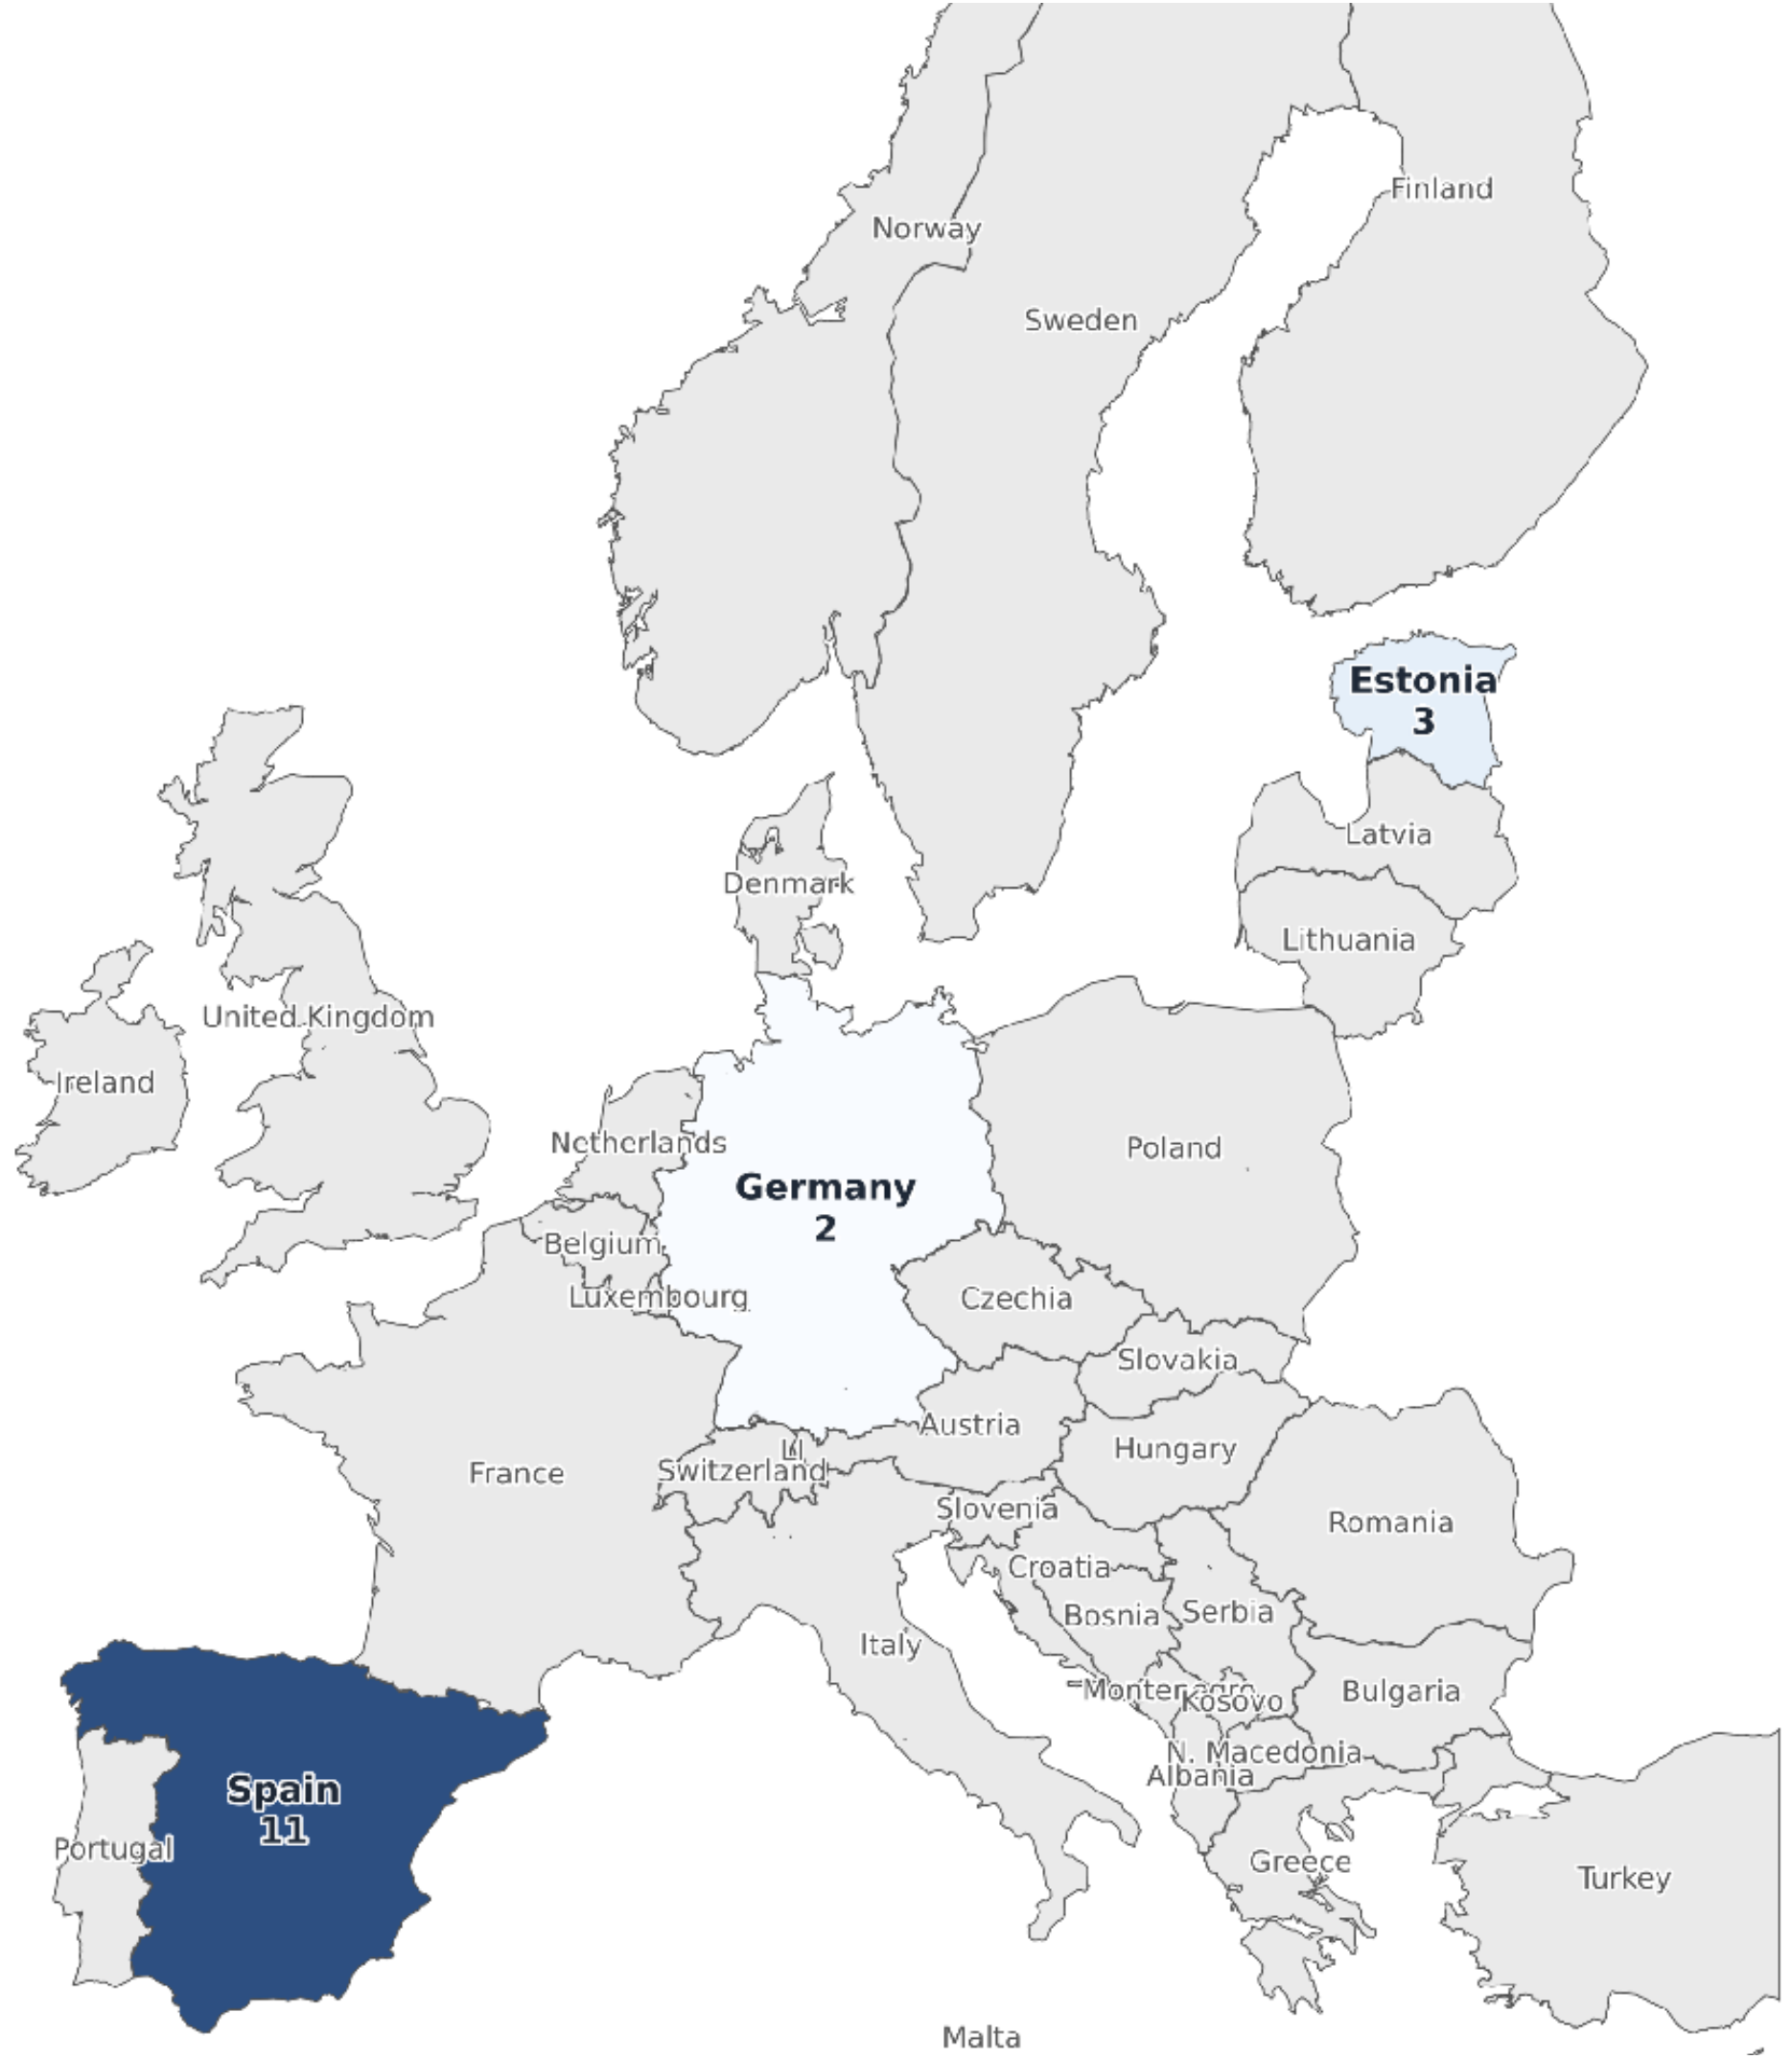 Finland
Norway
Sweden
Estonia
3
Latvia
Denmark
Lithuania
United Kingdom
Ireland
Netherlands
Poland
Germany
2
Belgium
Luxembourg
Czechia
Slovakia
Austria
Hungary
LI
Switzerland
France
Slovenia
Romania
Croatia
Bosnia
Serbia
Italy
Montenegro
Kosovo
Bulgaria
N. Macedonia
Albania
Spain
11
Portugal
Greece
Turkey
Malta